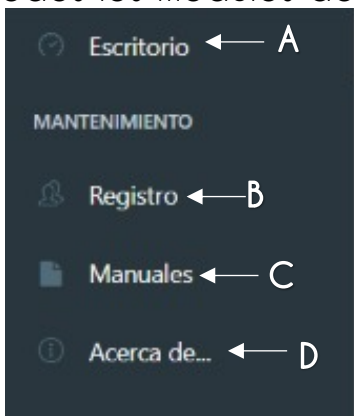 Escritorio A
MANTENIMIENTO
Registro B
Manuales C
Acerca de... D